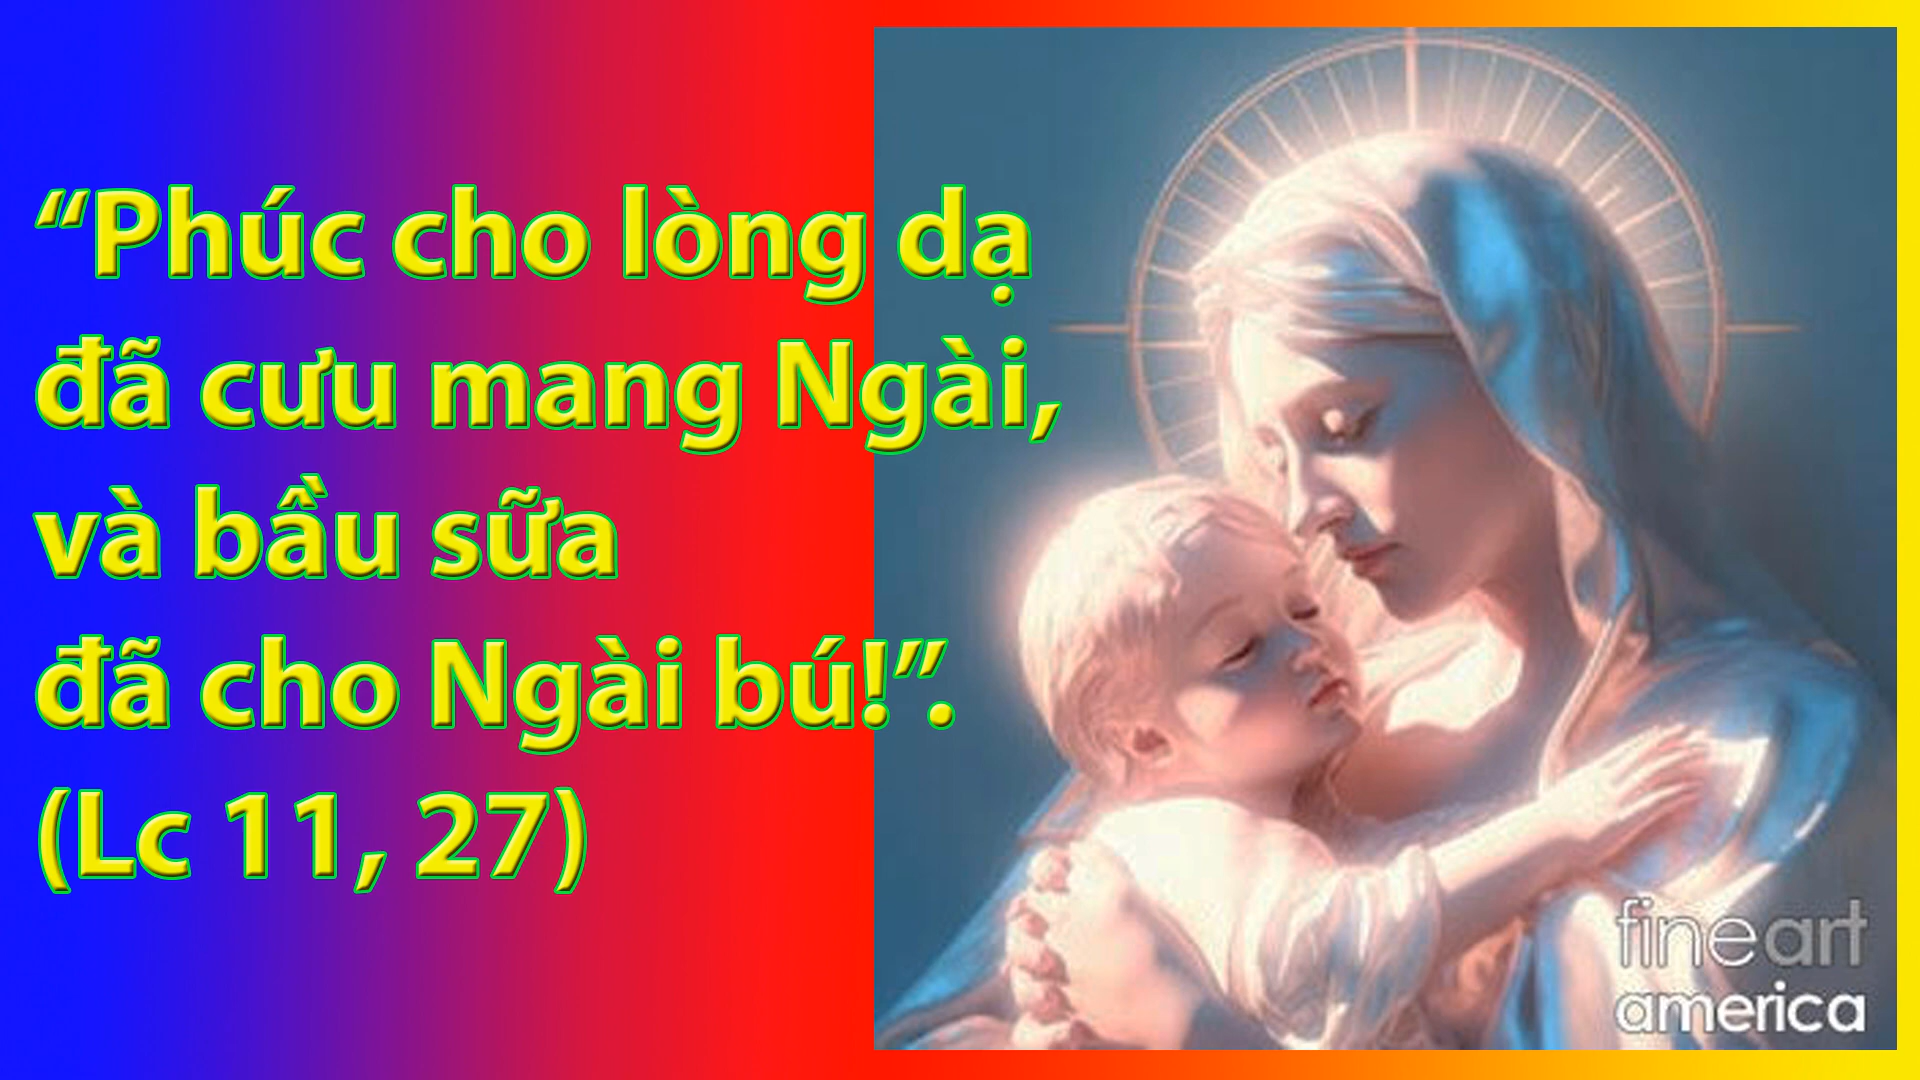 “Phúc cho lòng dạ
đã cưu mang Ngài,
và bầu sữa
đã cho Ngài bú!”.
(Lc 11, 27)
fineart
america